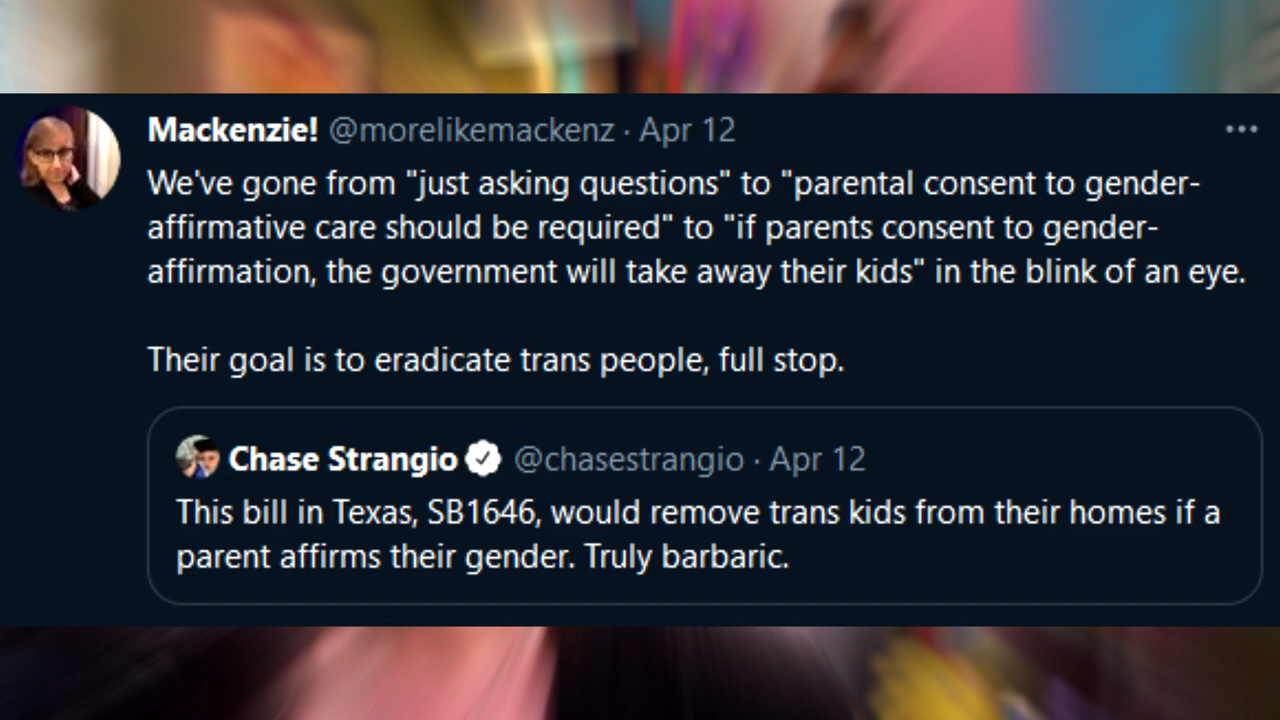 Mackenzie! @morelikemackenz · Apr 12
We've gone from "just asking questions" to "parental consent to gender-
affirmative care should be required" to "if parents consent to gender-
affirmation, the government will take away their kids" in the blink of an eye.
Their goal is to eradicate trans people, full stop.
Chase Strangio @chasestrangio · Apr 12
This bill in Texas, SB1646, would remove trans kids from their homes if a
parent affirms their gender. Truly barbaric.